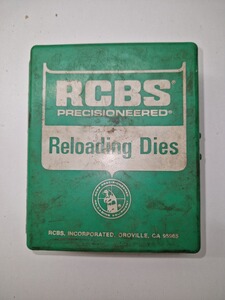 RCBS
PRECISIONEERED®
Reloading Dies
RCBS, INCORPORATED, OROVILLE, CA 95965